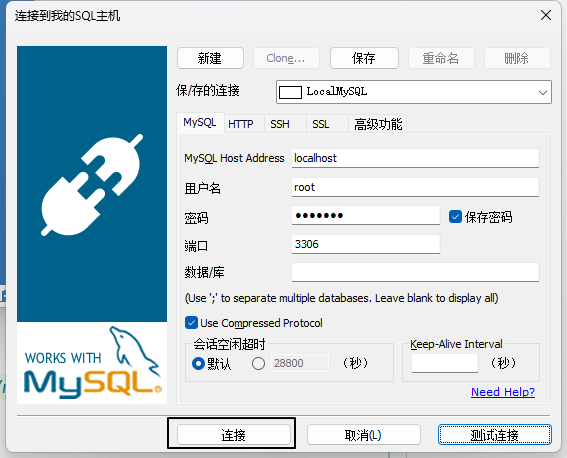 连接到我的SQL主机
新建 Clone... 保存 重命名 删除
保/存的连接 LocalMySQL
MySQL HTTP SSH SSL 高级功能
MySQL Host Address localhost
用户名 root
密码 ●●●●●●● 保存密码
端口 3306
数据/库
(Use ';' to separate multiple databases. Leave blank to display all)
Use Compressed Protocol
会话空闲超时 Keep-Alive Interval
默认 28800 (秒) (秒)
Need Help?
WORKS WITH
MySQL®
连接 取消(L) 测试连接